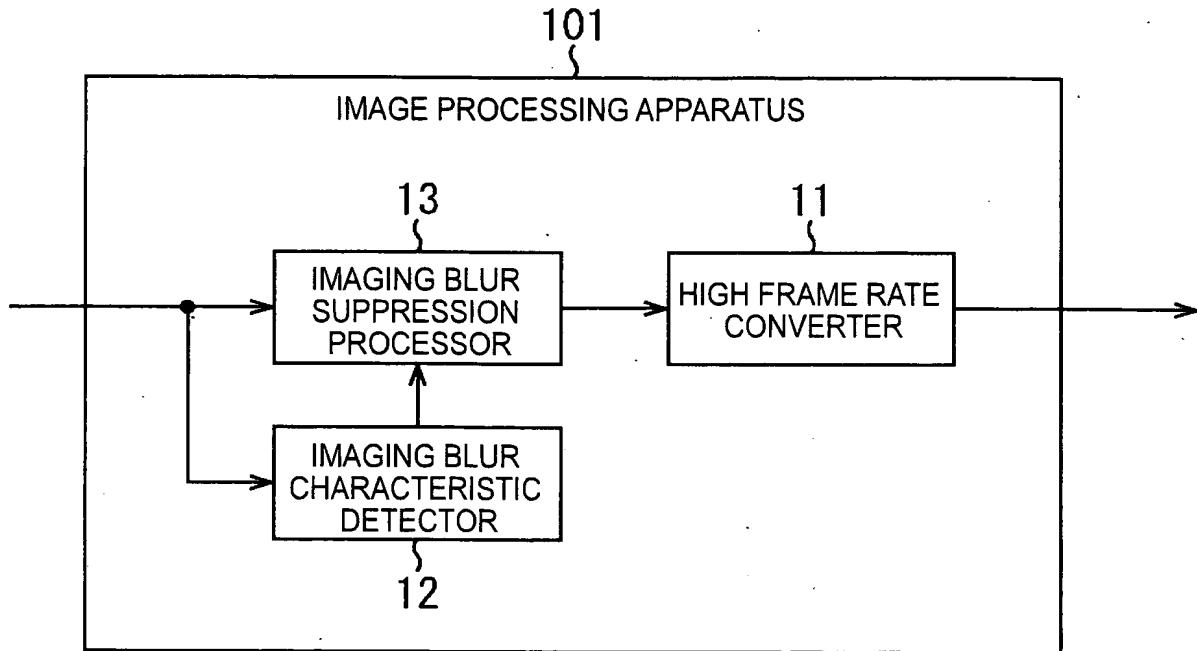 101
IMAGE PROCESSING APPARATUS
13
11
IMAGING BLUR
SUPPRESSION
PROCESSOR
HIGH FRAME RATE
CONVERTER
IMAGING BLUR
CHARACTERISTIC
DETECTOR
12